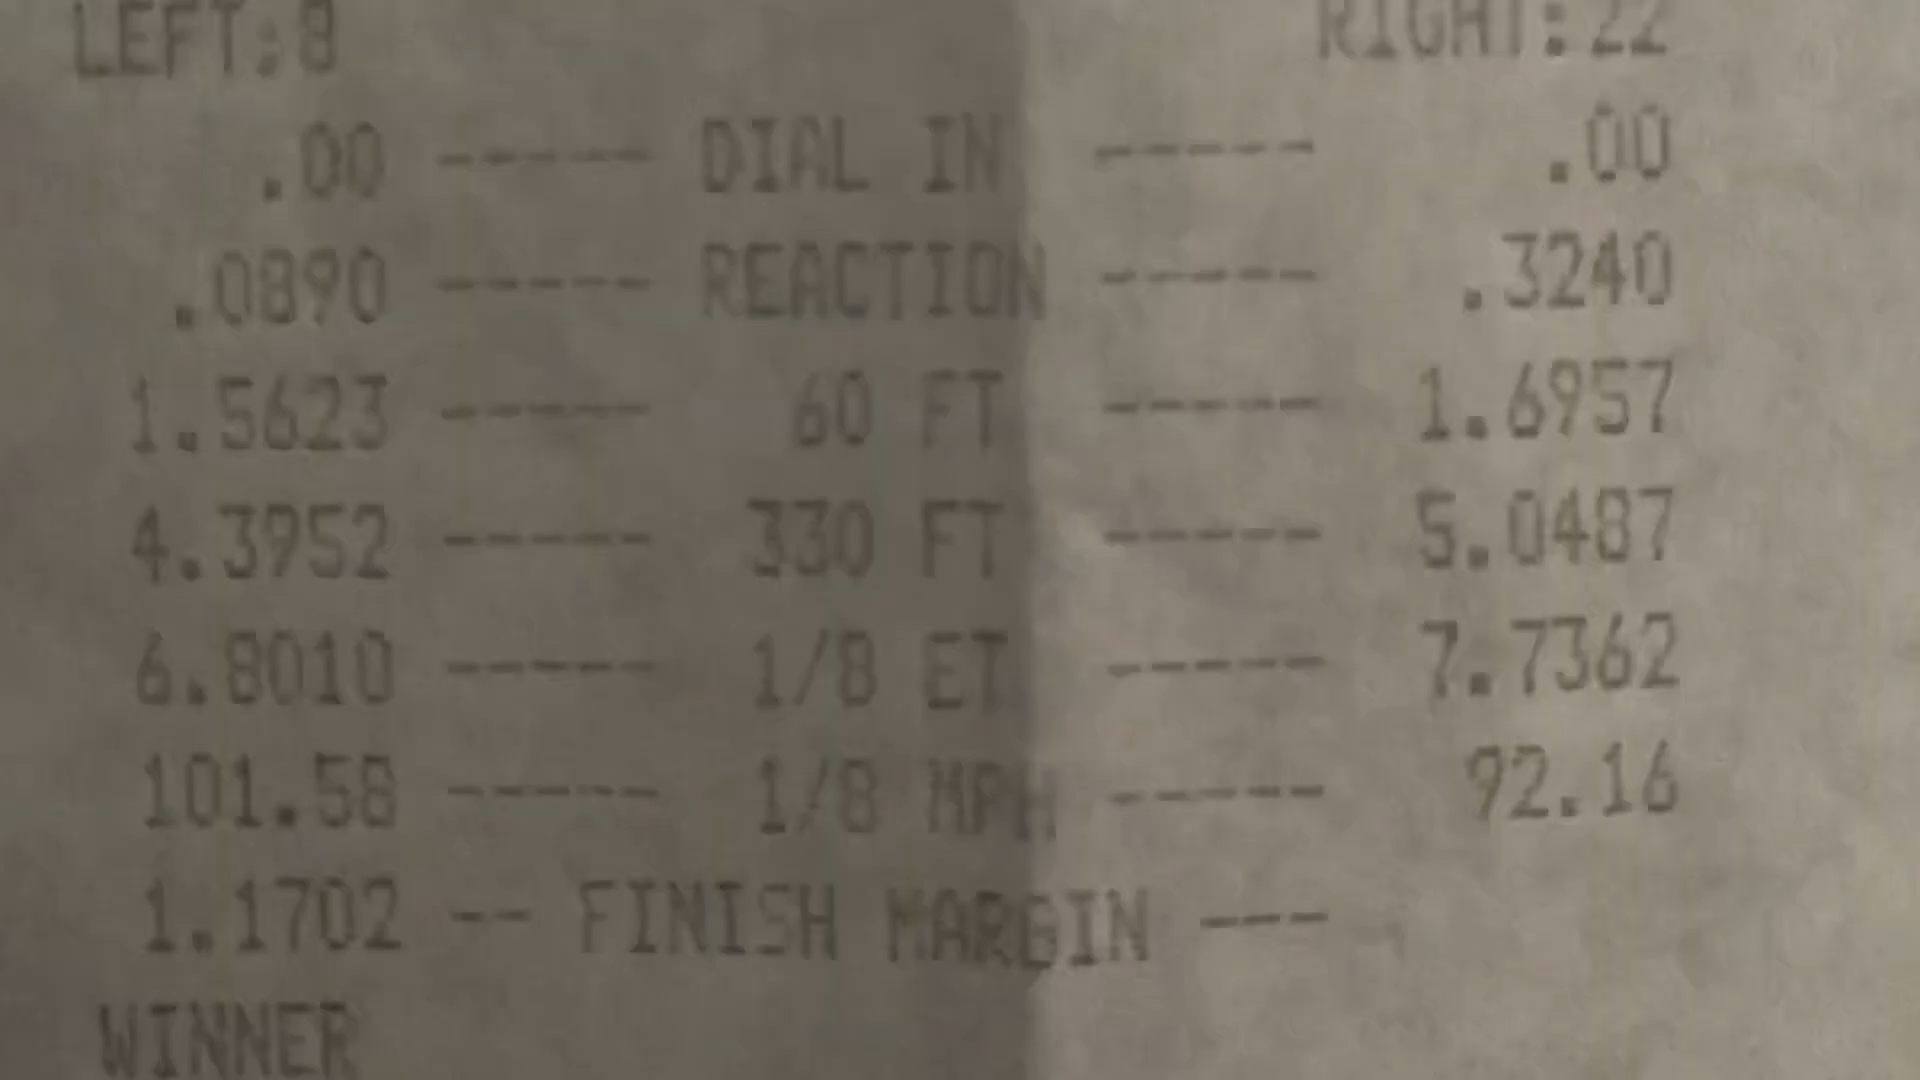 LEFT:8 RIGHT:22
.00 ----- DIAL IN ----- .00
.0890 ----- REACTION ----- .3240
1.5623 ----- 60 FT ----- 1.6957
4.3952 ----- 330 FT ----- 5.0487
6.8010 ----- 1/8 ET ----- 7.7362
101.58 ----- 1/8 MPH ----- 92.16
1.1702 -- FINISH MARGIN ---
WINNER